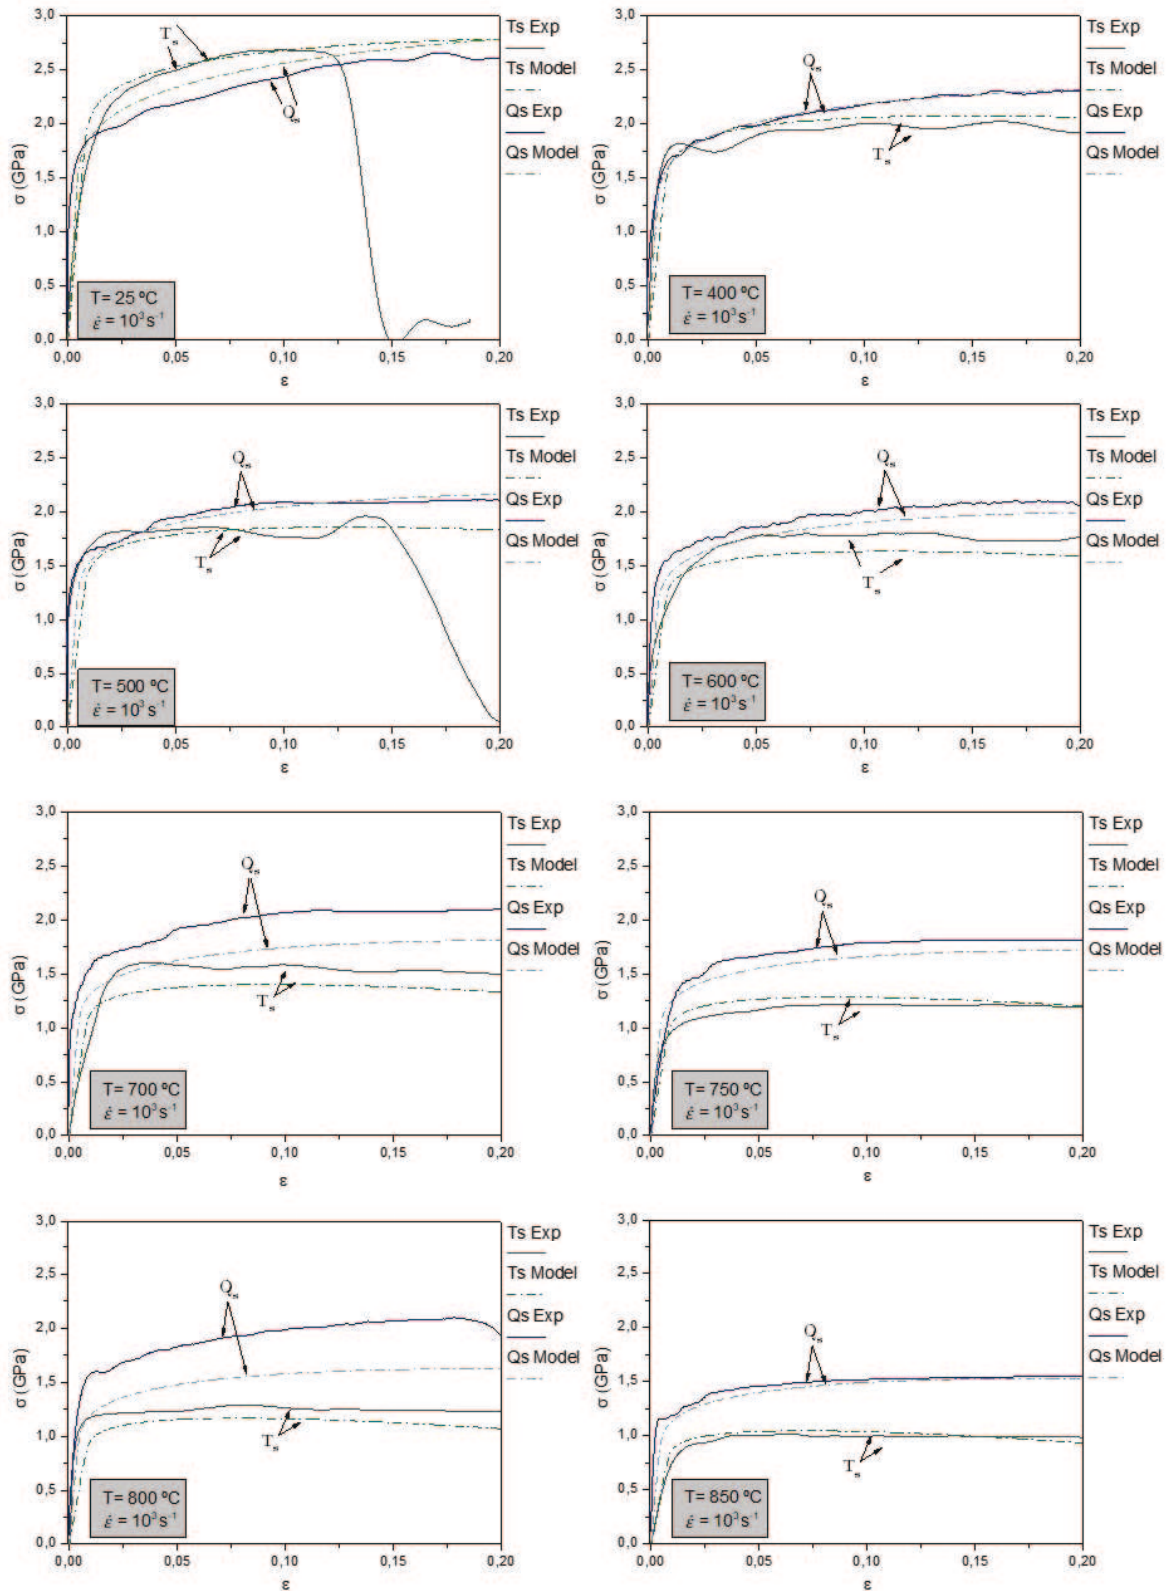 3,0
2,5
2,0
1,5
1,0
0,5
0,0
σ (GPa)
0,00 0,05 0,10 0,15 0,20
ε
Ts
Qs
T= 25 ºC
ε̇ = 10³s⁻¹
Ts Exp
Ts Model
Qs Exp
Qs Model
3,0
2,5
2,0
1,5
1,0
0,5
0,0
σ (GPa)
0,00 0,05 0,10 0,15 0,20
ε
Qs
Ts
T= 400 ºC
ε̇ = 10³s⁻¹
Ts Exp
Ts Model
Qs Exp
Qs Model
3,0
2,5
2,0
1,5
1,0
0,5
0,0
σ (GPa)
0,00 0,05 0,10 0,15 0,20
ε
Qs
Ts
T= 500 ºC
ε̇ = 10³s⁻¹
Ts Exp
Ts Model
Qs Exp
Qs Model
3,0
2,5
2,0
1,5
1,0
0,5
0,0
σ (GPa)
0,00 0,05 0,10 0,15 0,20
ε
Qs
Ts
T= 600 ºC
ε̇ = 10³s⁻¹
Ts Exp
Ts Model
Qs Exp
Qs Model
3,0
2,5
2,0
1,5
1,0
0,5
0,0
σ (GPa)
0,00 0,05 0,10 0,15 0,20
ε
Qs
Ts
T= 700 ºC
ε̇ = 10³s⁻¹
Ts Exp
Ts Model
Qs Exp
Qs Model
3,0
2,5
2,0
1,5
1,0
0,5
0,0
σ (GPa)
0,00 0,05 0,10 0,15 0,20
ε
Qs
Ts
T= 750 ºC
ε̇ = 10³s⁻¹
Ts Exp
Ts Model
Qs Exp
Qs Model
3,0
2,5
2,0
1,5
1,0
0,5
0,0
σ (GPa)
0,00 0,05 0,10 0,15 0,20
ε
Qs
Ts
T= 800 ºC
ε̇ = 10³s⁻¹
Ts Exp
Ts Model
Qs Exp
Qs Model
3,0
2,5
2,0
1,5
1,0
0,5
0,0
σ (GPa)
0,00 0,05 0,10 0,15 0,20
ε
Qs
Ts
T= 850 ºC
ε̇ = 10³s⁻¹
Ts Exp
Ts Model
Qs Exp
Qs Model